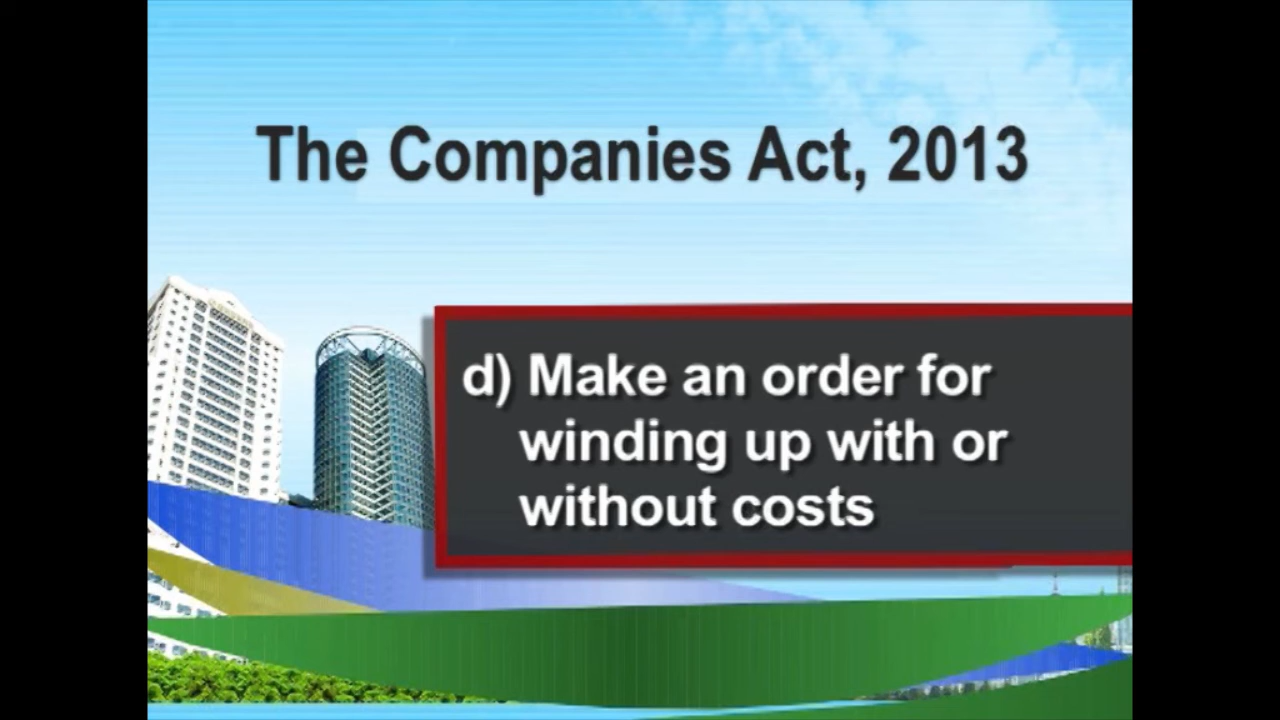 The Companies Act, 2013
d) Make an order for
winding up with or
without costs